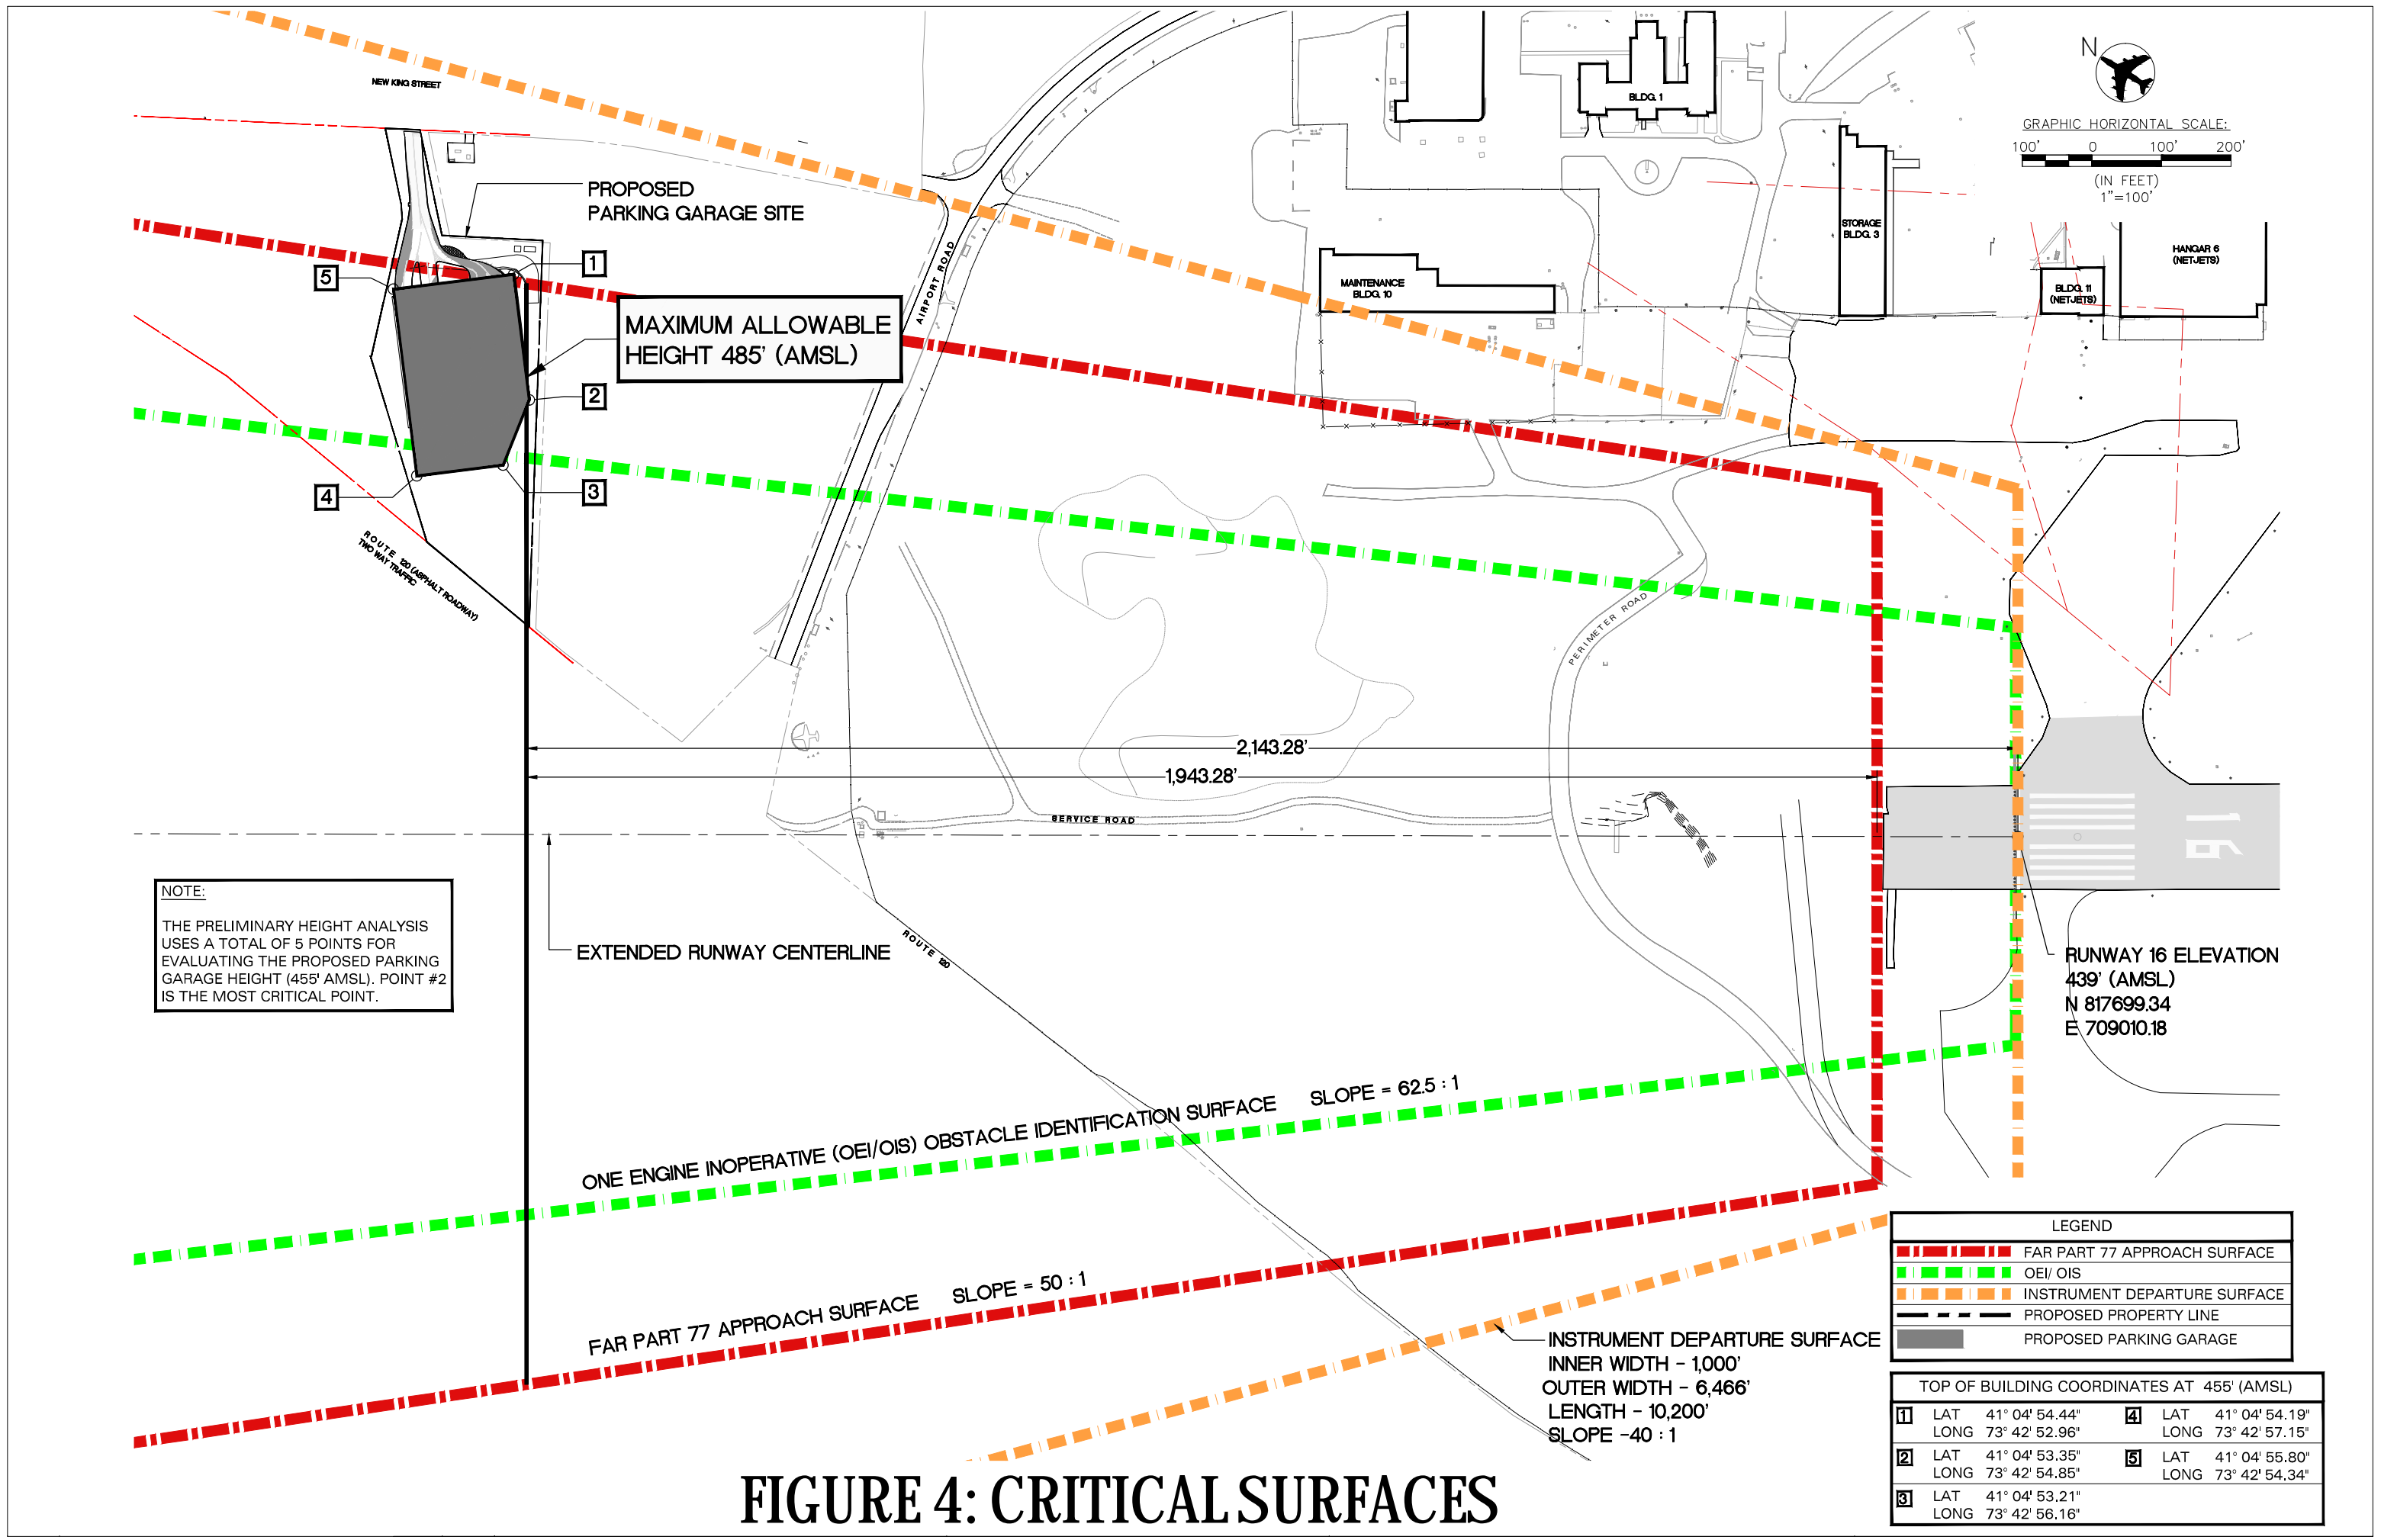 NEW KING STREET
PROPOSED
PARKING GARAGE SITE
1
5
MAXIMUM ALLOWABLE
HEIGHT 485' (AMSL)
2
3
4
ROUTE 120 (ASPHALT ROADWAY)
TWO WAY TRAFFIC
AIRPORT ROAD
BLDG. 1
MAINTENANCE
BLDG. 10
STORAGE
BLDG. 3
BLDG. 11
(NETJETS)
HANGAR 6
(NETJETS)
N
GRAPHIC HORIZONTAL SCALE:
100' 0 100' 200'
(IN FEET)
1"=100'
PERIMETER ROAD
2,143.28'
1,943.28'
SERVICE ROAD
16
NOTE:
THE PRELIMINARY HEIGHT ANALYSIS
USES A TOTAL OF 5 POINTS FOR
EVALUATING THE PROPOSED PARKING
GARAGE HEIGHT (455' AMSL). POINT #2
IS THE MOST CRITICAL POINT.
EXTENDED RUNWAY CENTERLINE
ROUTE 120
RUNWAY 16 ELEVATION
439' (AMSL)
N 817699.34
E 709010.18
ONE ENGINE INOPERATIVE (OEI/OIS) OBSTACLE IDENTIFICATION SURFACE SLOPE = 62.5 : 1
FAR PART 77 APPROACH SURFACE SLOPE = 50 : 1
INSTRUMENT DEPARTURE SURFACE
INNER WIDTH - 1,000'
OUTER WIDTH - 6,466'
LENGTH - 10,200'
SLOPE -40 : 1
LEGEND
FAR PART 77 APPROACH SURFACE
OEI/ OIS
INSTRUMENT DEPARTURE SURFACE
PROPOSED PROPERTY LINE
PROPOSED PARKING GARAGE
TOP OF BUILDING COORDINATES AT 455' (AMSL)
1 LAT 41° 04' 54.44"
LONG 73° 42' 52.96"
4 LAT 41° 04' 54.19"
LONG 73° 42' 57.15"
2 LAT 41° 04' 53.35"
LONG 73° 42' 54.85"
5 LAT 41° 04' 55.80"
LONG 73° 42' 54.34"
3 LAT 41° 04' 53.21"
LONG 73° 42' 56.16"
FIGURE 4: CRITICAL SURFACES